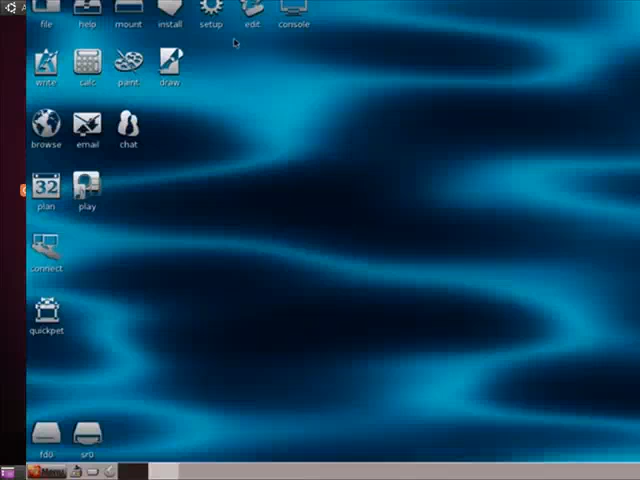 file help mount install setup edit console
write calc paint draw
browse email chat
32
plan play
connect
quickpet
fd0 sr0
Menu